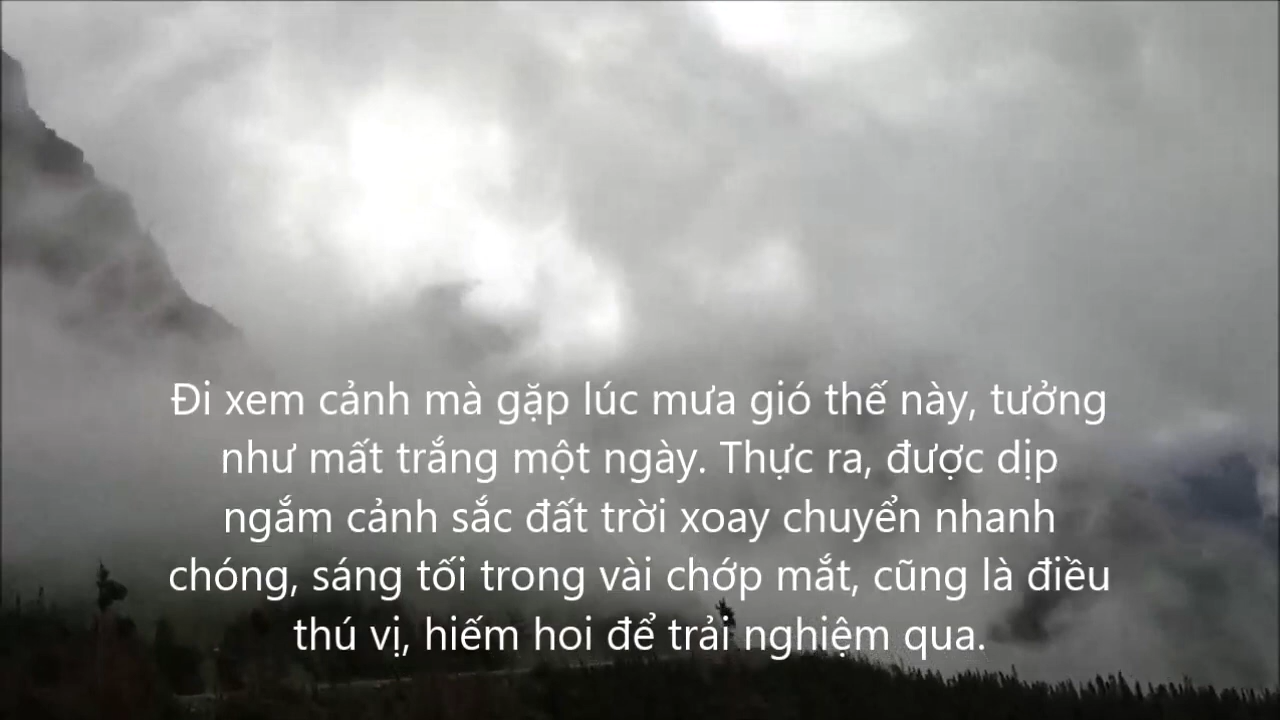 Đi xem cảnh mà gặp lúc mưa gió thế này, tưởng
như mất trắng một ngày. Thực ra, được dịp
ngắm cảnh sắc đất trời xoay chuyển nhanh
chóng, sáng tối trong vài chớp mắt, cũng là điều
thú vị, hiếm hoi để trải nghiệm qua.